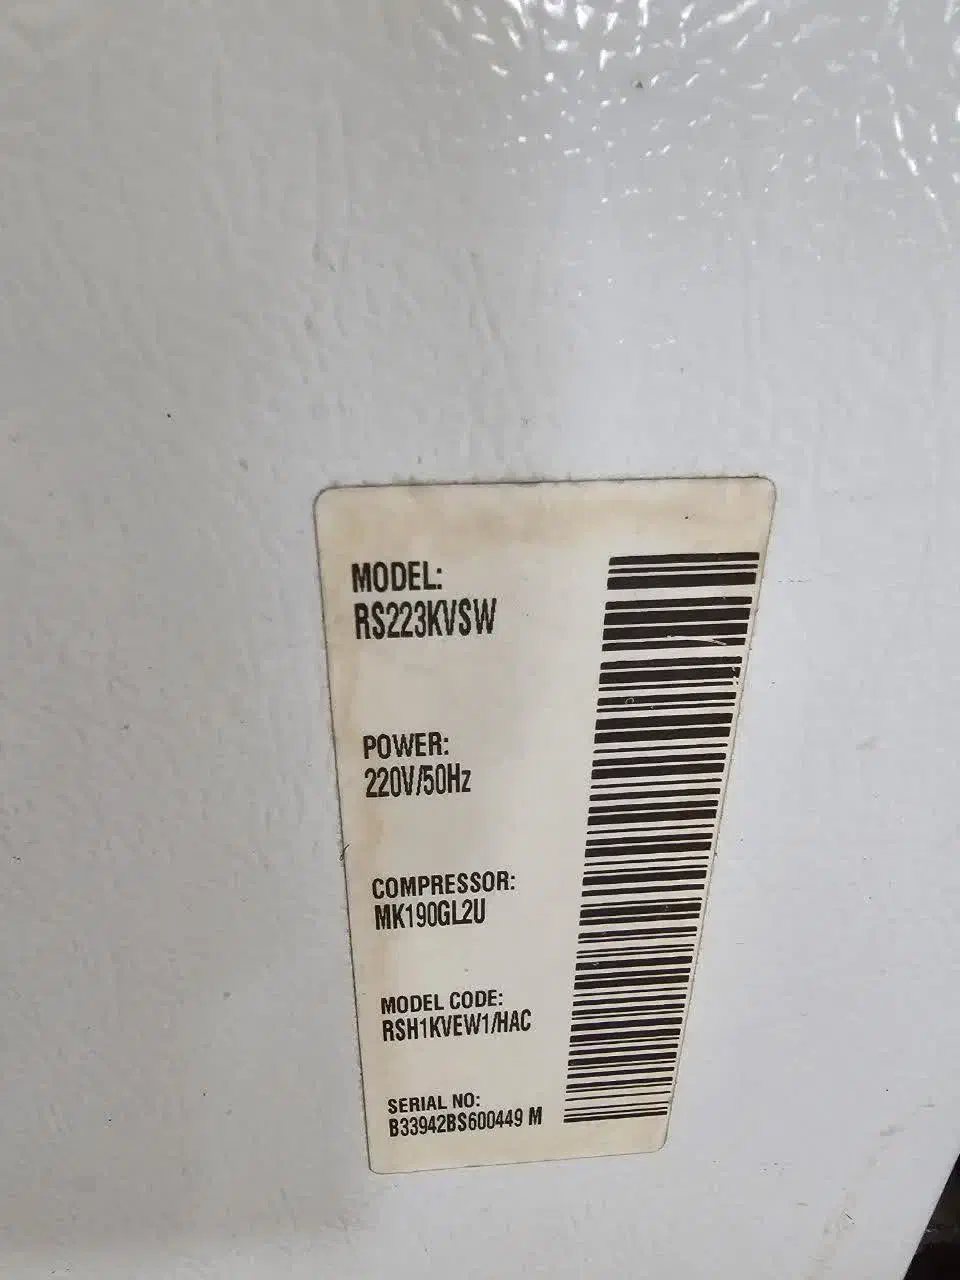 MODEL:
RS223KVSW
POWER:
220V/50Hz
COMPRESSOR:
MK190GL2U
MODEL CODE:
RSH1KVEW1/HAC
SERIAL NO:
B33942BS600449 M